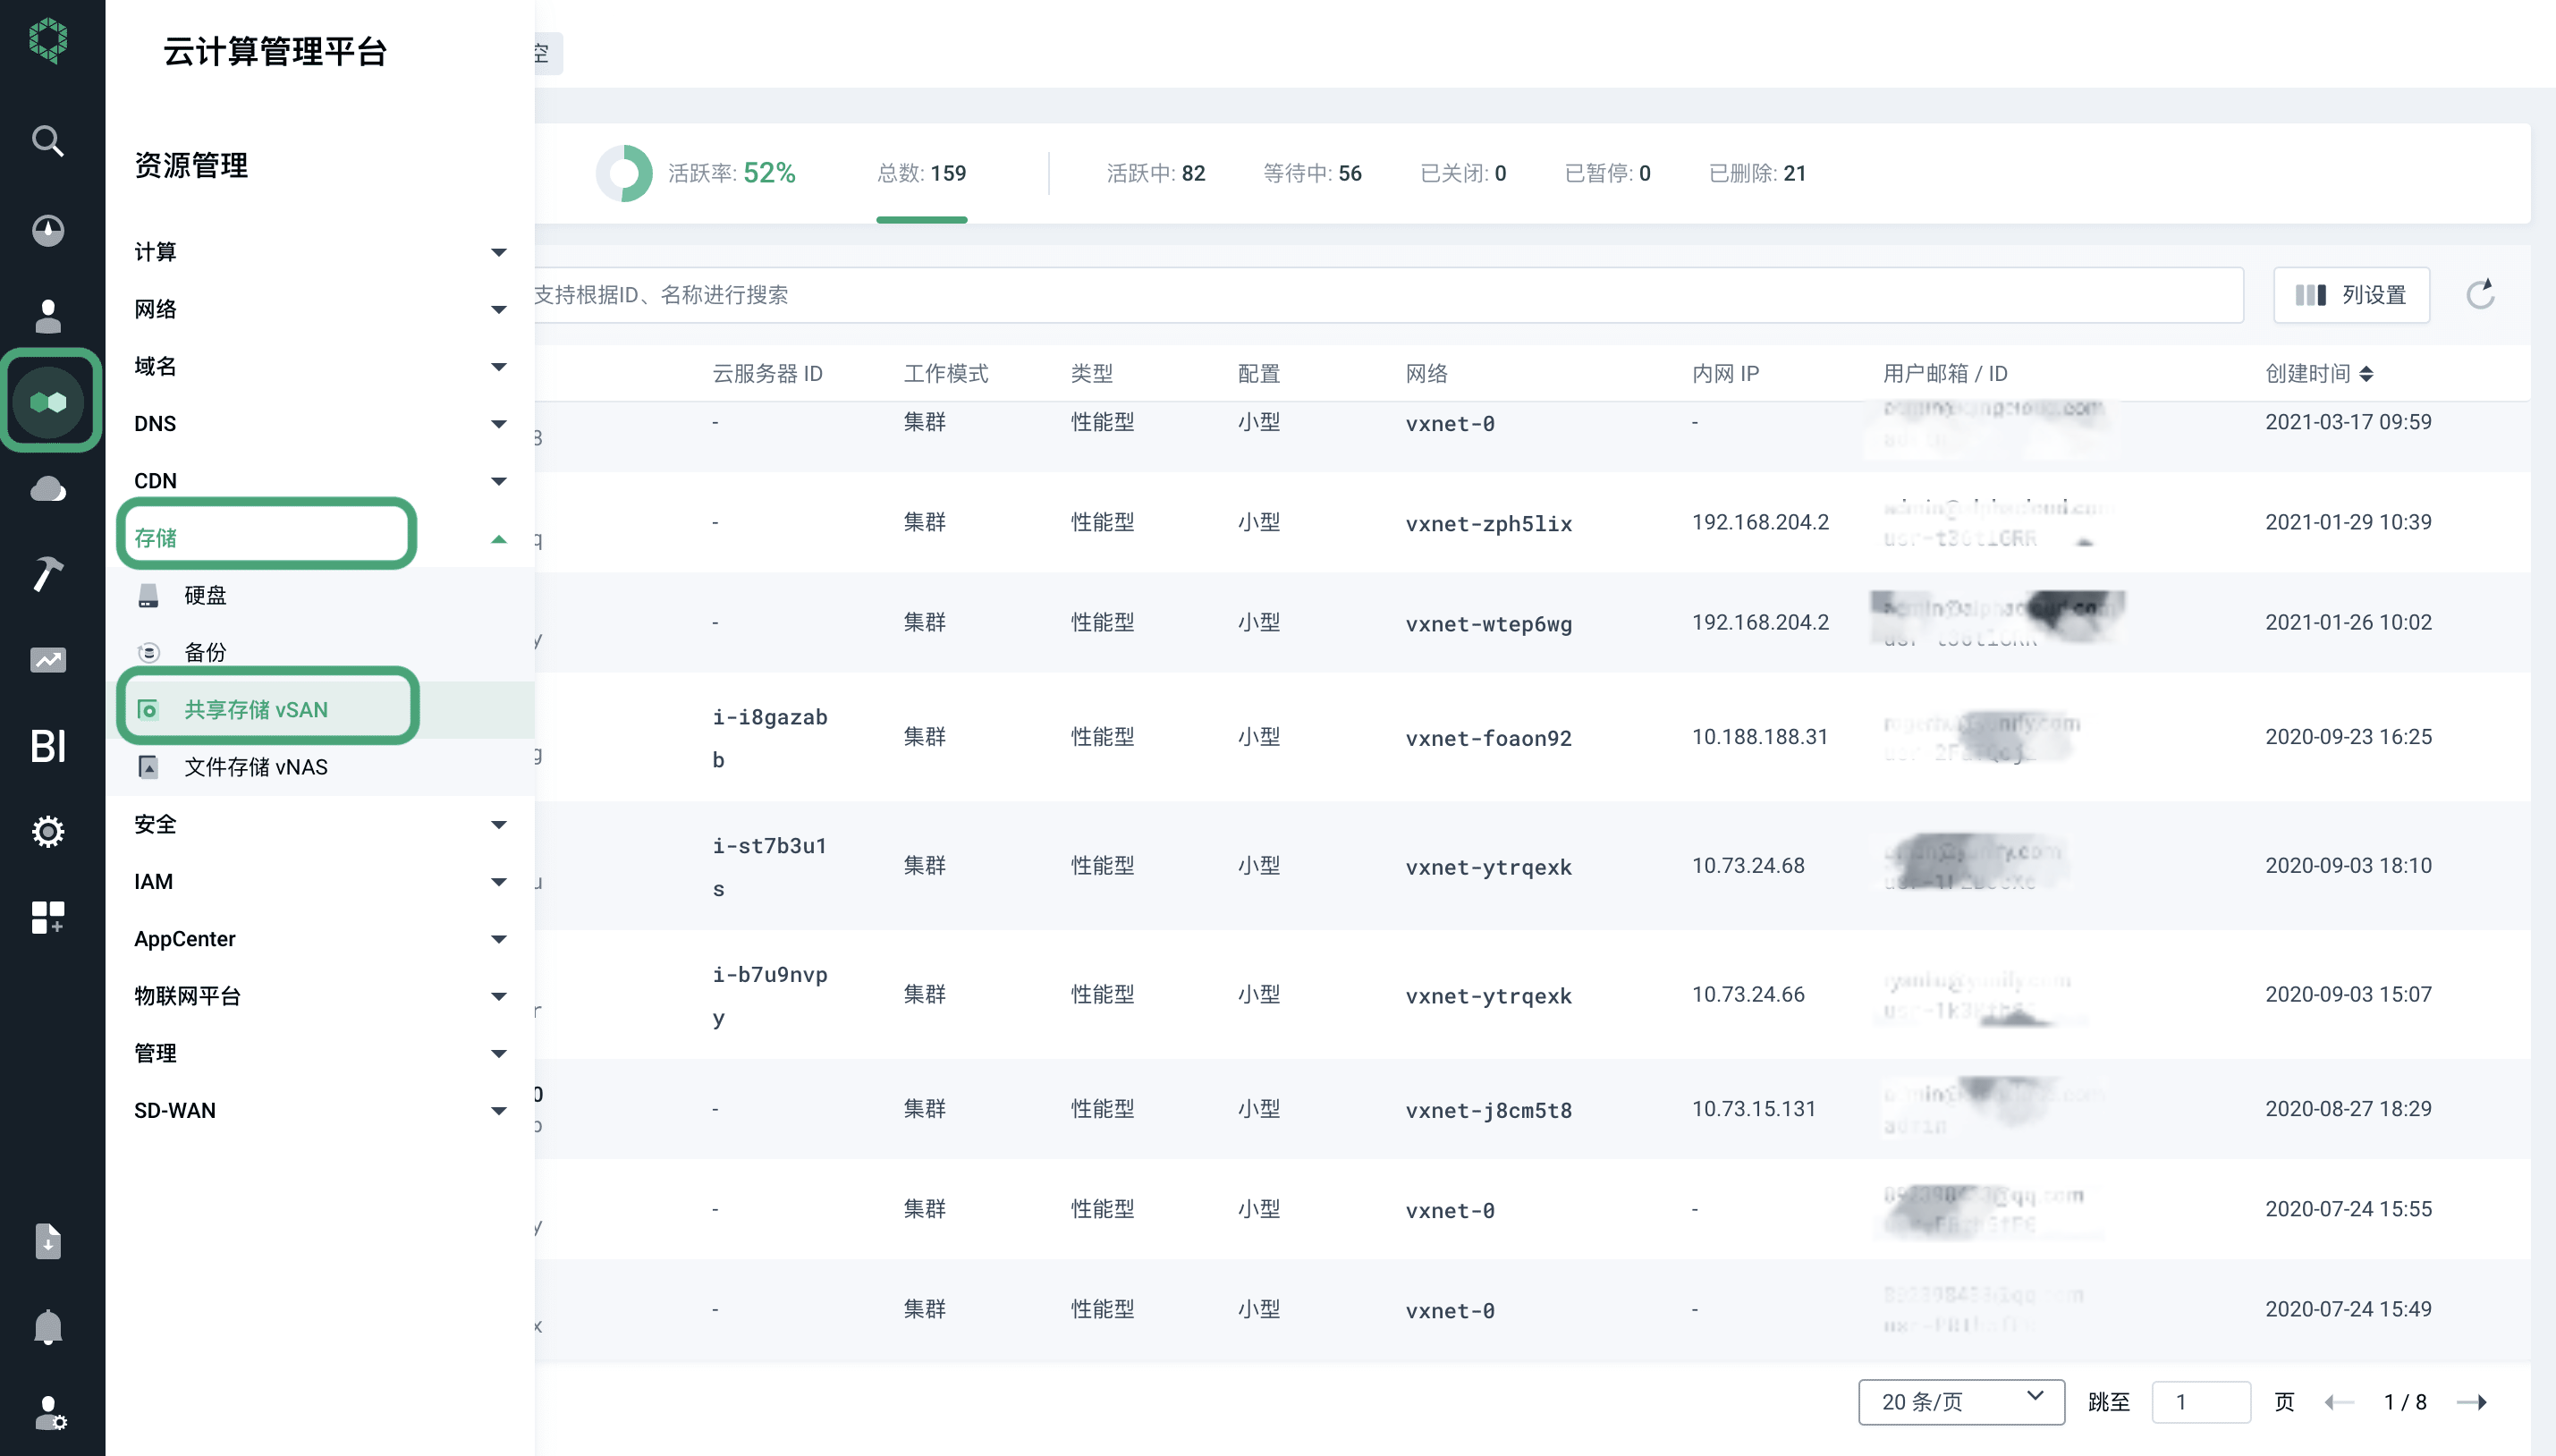 云计算管理平台
资源管理
计算
网络
域名
DNS
CDN
存储
硬盘
备份
共享存储 vSAN
文件存储 vNAS
安全
IAM
AppCenter
物联网平台
管理
SD-WAN
BI
空
活跃率: 52% 总数: 159 活跃中: 82 等待中: 56 已关闭: 0 已暂停: 0 已删除: 21
支持根据ID、名称进行搜索 列设置
云服务器 ID 工作模式 类型 配置 网络 内网 IP 用户邮箱 / ID 创建时间
- 集群 性能型 小型 vxnet-0 - 2021-03-17 09:59
- 集群 性能型 小型 vxnet-zph5lix 192.168.204.2 2021-01-29 10:39
- 集群 性能型 小型 vxnet-wtep6wg 192.168.204.2 2021-01-26 10:02
i-i8gazabb 集群 性能型 小型 vxnet-foaon92 10.188.188.31 2020-09-23 16:25
i-st7b3u1s 集群 性能型 小型 vxnet-ytrqexk 10.73.24.68 2020-09-03 18:10
i-b7u9nvpy 集群 性能型 小型 vxnet-ytrqexk 10.73.24.66 2020-09-03 15:07
- 集群 性能型 小型 vxnet-j8cm5t8 10.73.15.131 2020-08-27 18:29
- 集群 性能型 小型 vxnet-0 - 2020-07-24 15:55
- 集群 性能型 小型 vxnet-0 - 2020-07-24 15:49
20 条/页 跳至 1 页 1 / 8